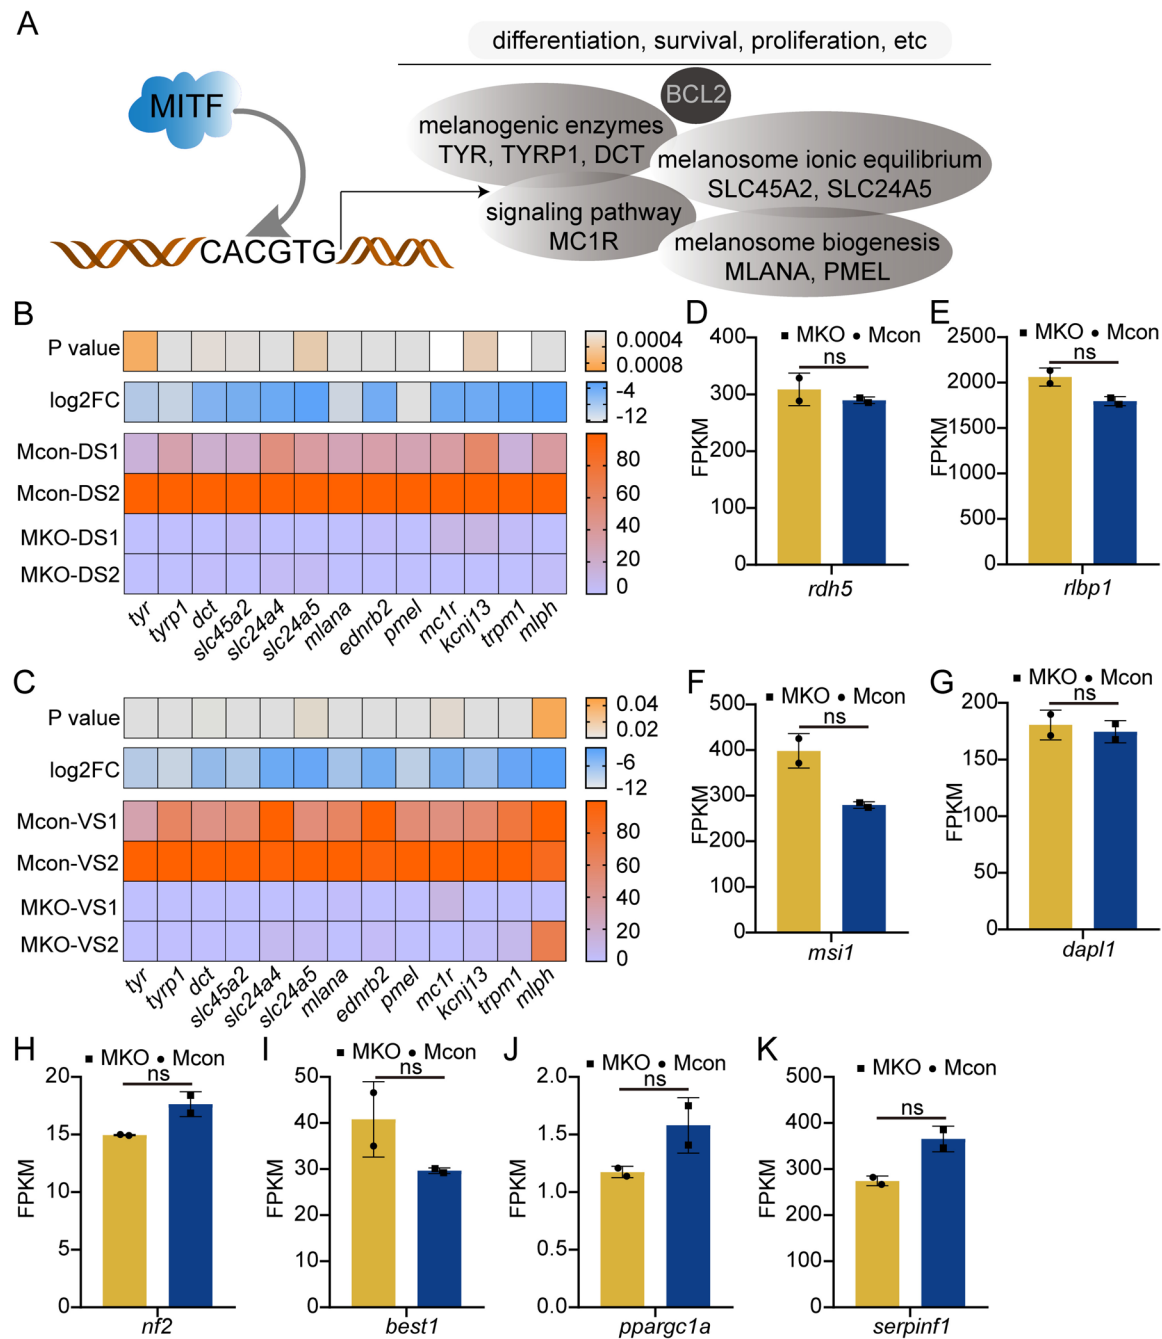 A
differentiation, survival, proliferation, etc
MITF
BCL2
melanogenic enzymes
TYR, TYRP1, DCT
melanosome ionic equilibrium
SLC45A2, SLC24A5
signaling pathway
MC1R
melanosome biogenesis
MLANA, PMEL
CACGTG
B
P value
0.0004
0.0008
log2FC
-4
-12
Mcon-DS1
Mcon-DS2
MKO-DS1
MKO-DS2
80
60
40
20
0
tyr
tyrp1
dct
slc45a2
slc24a4
slc24a5
mlana
ednrb2
pmel
mc1r
kcnj13
trpm1
mlph
C
P value
0.04
0.02
log2FC
-6
-12
Mcon-VS1
Mcon-VS2
MKO-VS1
MKO-VS2
80
60
40
20
0
tyr
tyrp1
dct
slc45a2
slc24a4
slc24a5
mlana
ednrb2
pmel
mc1r
kcnj13
trpm1
mlph
D
MKO Mcon
ns
FPKM
400
300
200
100
0
rdh5
E
MKO Mcon
ns
FPKM
2500
2000
1500
1000
500
0
rlbp1
F
MKO Mcon
ns
FPKM
500
400
300
200
100
0
msi1
G
MKO Mcon
ns
FPKM
200
150
100
50
0
dapl1
H
MKO Mcon
ns
FPKM
20
15
10
5
0
nf2
I
MKO Mcon
ns
FPKM
50
40
30
20
10
0
best1
J
MKO Mcon
ns
FPKM
2.0
1.5
1.0
0.5
0.0
ppargc1a
K
MKO Mcon
ns
FPKM
500
400
300
200
100
0
serpinf1